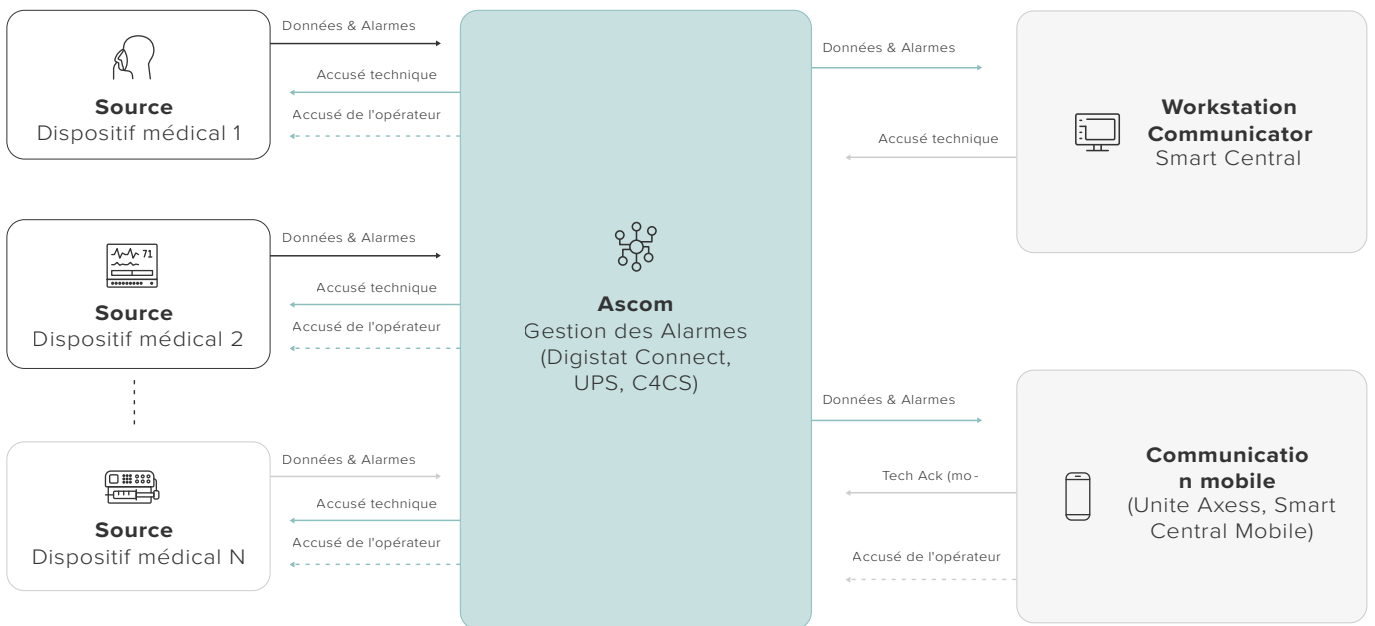 Données & Alarmes
Accusé technique
Accusé de l'opérateur
Source
Dispositif médical 1
Données & Alarmes
Accusé technique
Accusé de l'opérateur
71
Source
Dispositif médical 2
Données & Alarmes
Accusé technique
Accusé de l'opérateur
Source
Dispositif médical N
Ascom
Gestion des Alarmes
(Digistat Connect,
UPS, C4CS)
Données & Alarmes
Accusé technique
Workstation
Communicator
Smart Central
Données & Alarmes
Tech Ack (mo-
Accusé de l'opérateur
Communicatio
n mobile
(Unite Axess, Smart
Central Mobile)